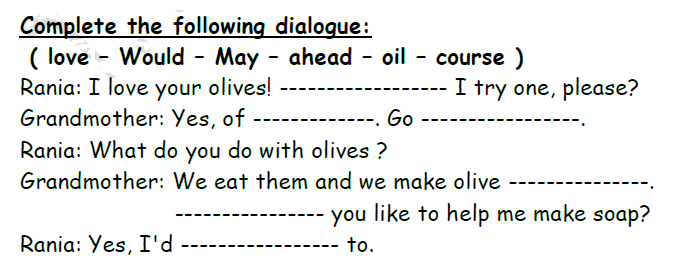 Complete the following dialogue:
( love – Would – May – ahead – oil – course )
Rania: I love your olives! ------------------ I try one, please?
Grandmother: Yes, of -------------. Go -----------------.
Rania: What do you do with olives ?
Grandmother: We eat them and we make olive ---------------.
---------------- you like to help me make soap?
Rania: Yes, I'd ----------------- to.